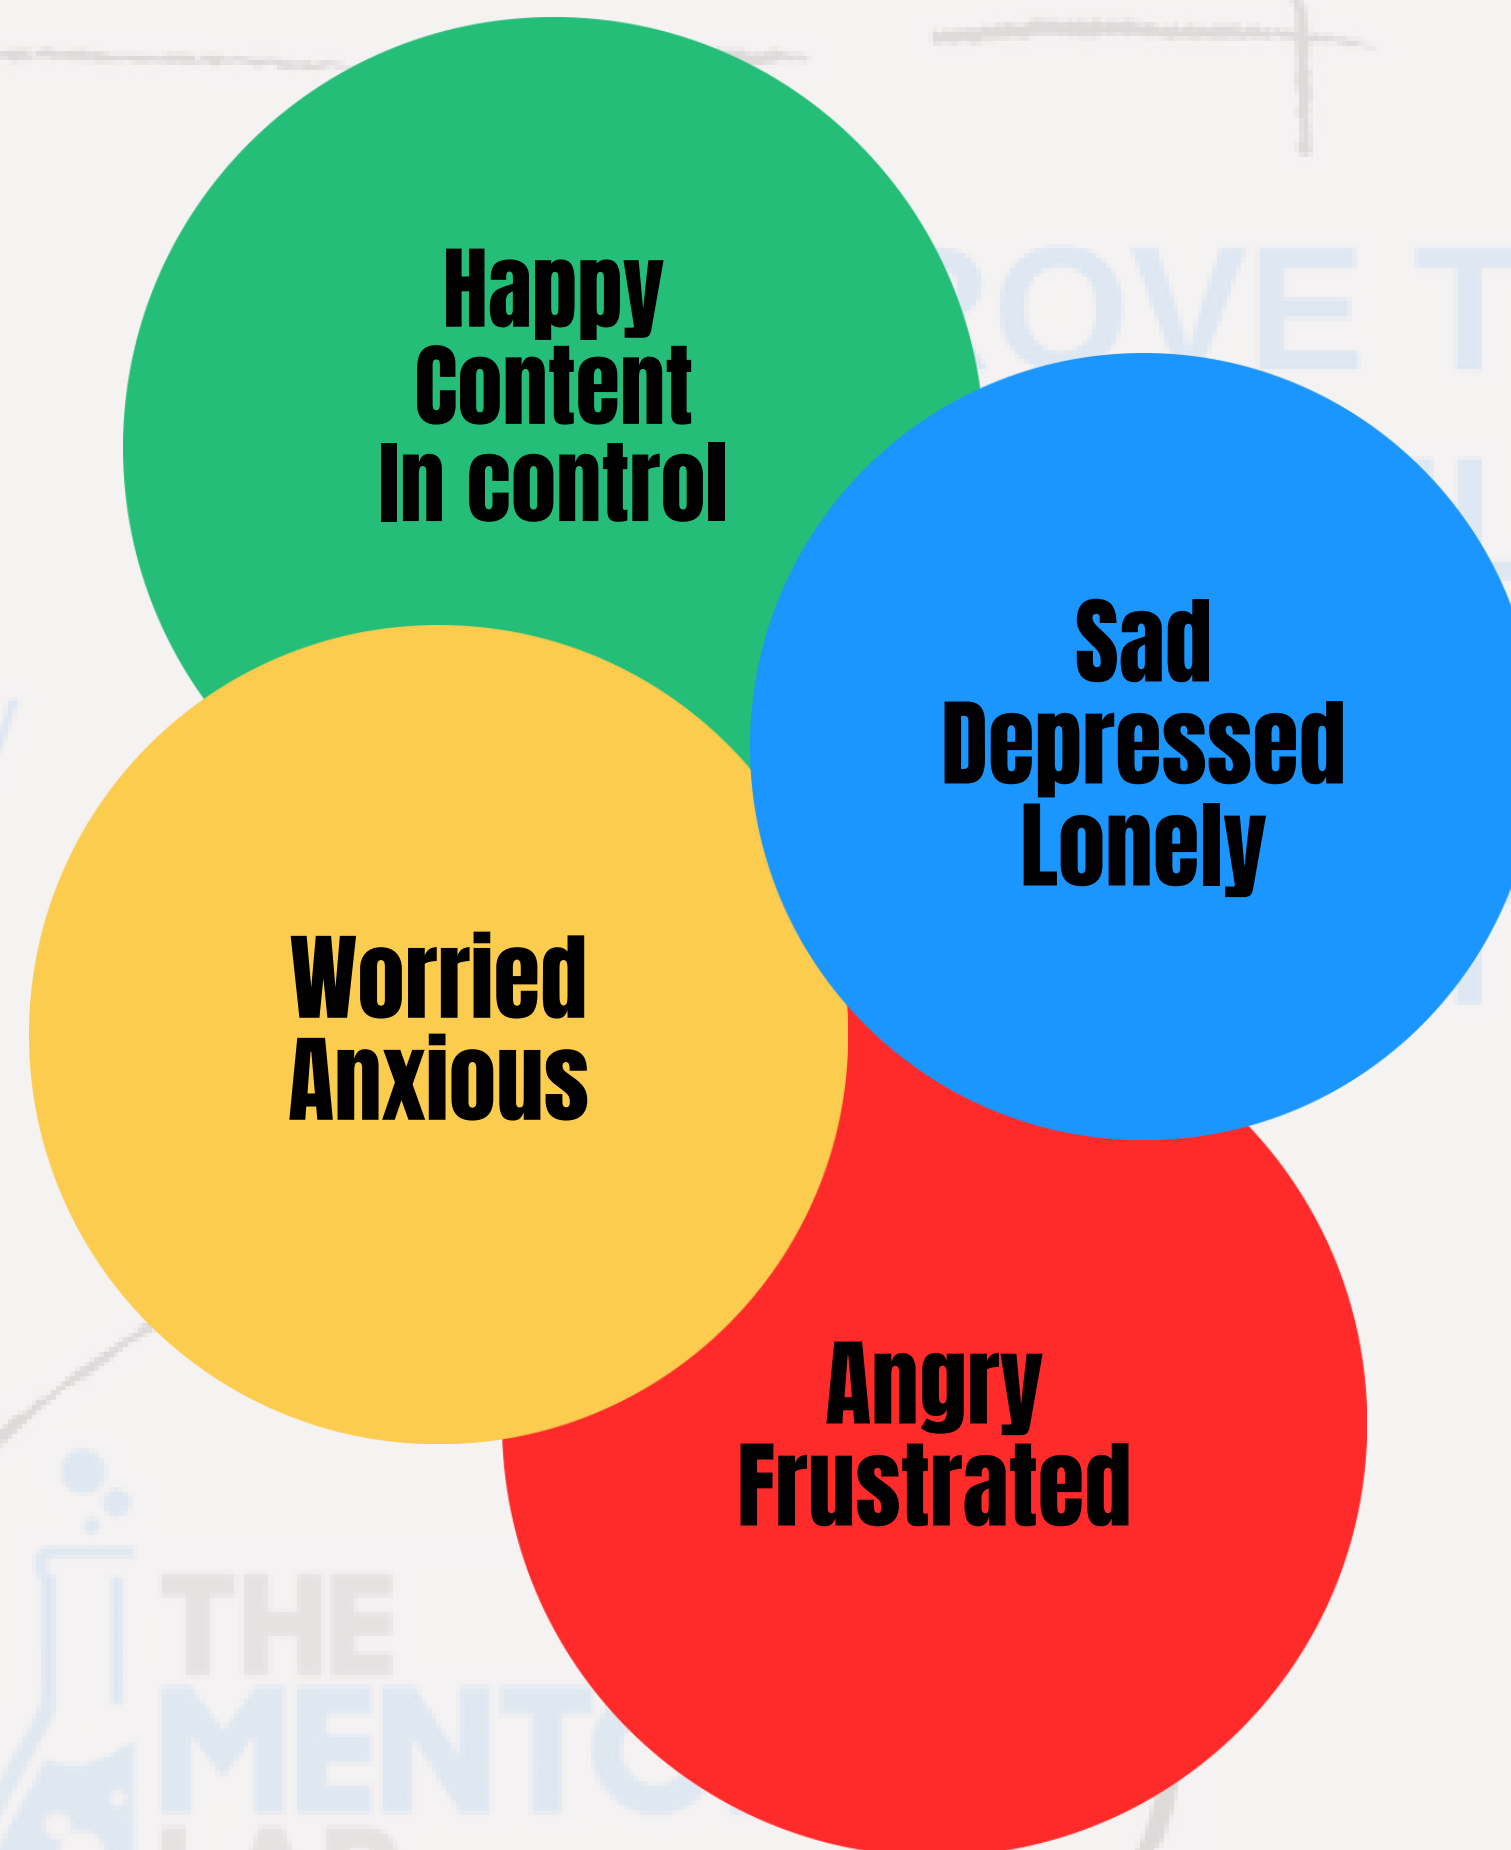 Happy
Content
In control
Sad
Depressed
Lonely
Worried
Anxious
Angry
Frustrated
THE